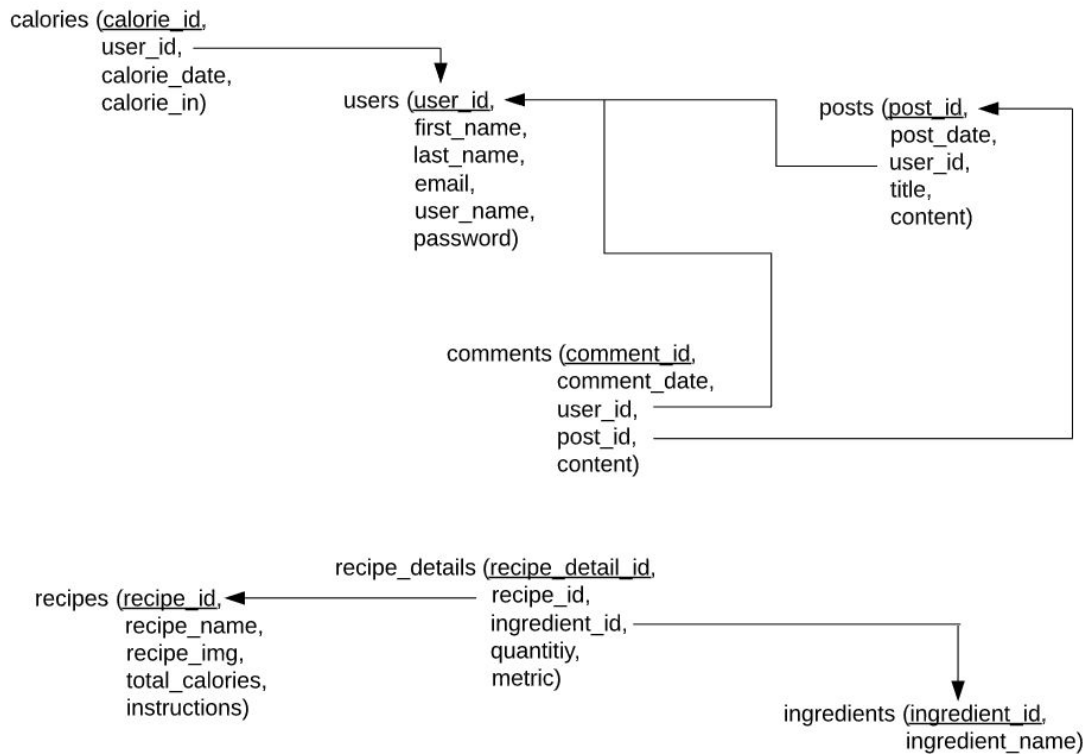 calories (calorie_id,
user_id,
calorie_date,
calorie_in)
users (user_id,
first_name,
last_name,
email,
user_name,
password)
posts (post_id,
post_date,
user_id,
title,
content)
comments (comment_id,
comment_date,
user_id,
post_id,
content)
recipe_details (recipe_detail_id,
recipe_id,
ingredient_id,
quantitiy,
metric)
recipes (recipe_id,
recipe_name,
recipe_img,
total_calories,
instructions)
ingredients (ingredient_id,
ingredient_name)